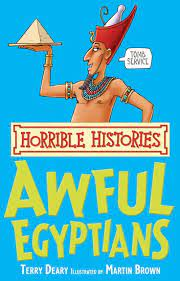 TOMB
SERVICE
HORRIBLE HISTORIES
AWFUL
EGYPTIANS
TERRY DEARY ILLUSTRATED BY MARTIN BROWN